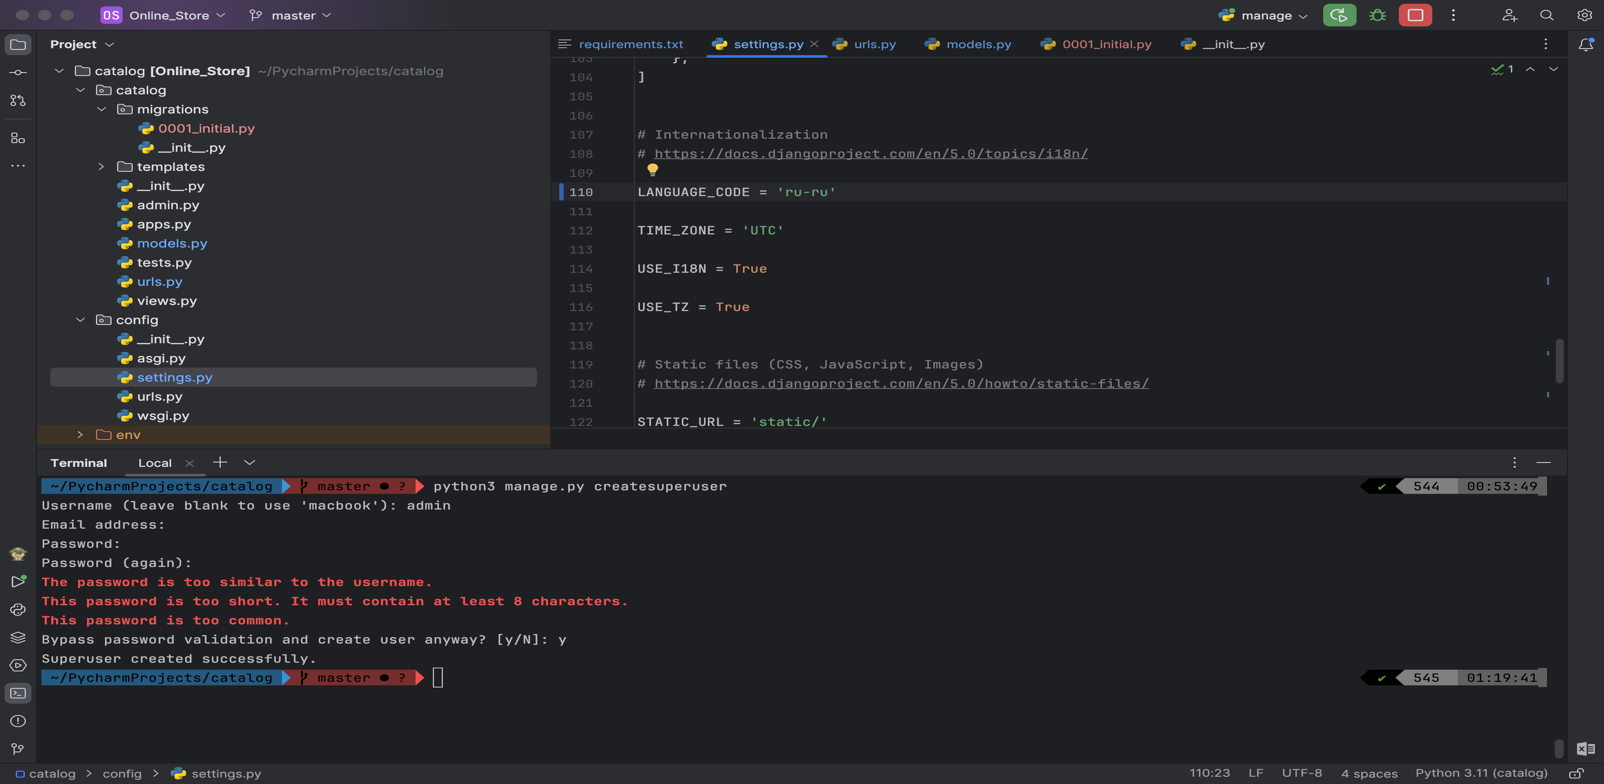 OS Online_Store master manage
Project
requirements.txt settings.py urls.py models.py 0001_initial.py __init__.py
catalog [Online_Store] ~/PycharmProjects/catalog
catalog
migrations
0001_initial.py
__init__.py
templates
__init__.py
admin.py
apps.py
models.py
tests.py
urls.py
views.py
config
__init__.py
asgi.py
settings.py
urls.py
wsgi.py
env
1
103 },
104 ]
105
106
107 # Internationalization
108 # https://docs.djangoproject.com/en/5.0/topics/i18n/
109
110 LANGUAGE_CODE = 'ru-ru'
111
112 TIME_ZONE = 'UTC'
113
114 USE_I18N = True
115
116 USE_TZ = True
117
118
119 # Static files (CSS, JavaScript, Images)
120 # https://docs.djangoproject.com/en/5.0/howto/static-files/
121
122 STATIC_URL = 'static/'
Terminal Local
~/PycharmProjects/catalog master ● ? python3 manage.py createsuperuser ✔ 544 00:53:49
Username (leave blank to use 'macbook'): admin
Email address:
Password:
Password (again):
The password is too similar to the username.
This password is too short. It must contain at least 8 characters.
This password is too common.
Bypass password validation and create user anyway? [y/N]: y
Superuser created successfully.
~/PycharmProjects/catalog master ● ? ✔ 545 01:19:41
catalog > config > settings.py 110:23 LF UTF-8 4 spaces Python 3.11 (catalog)